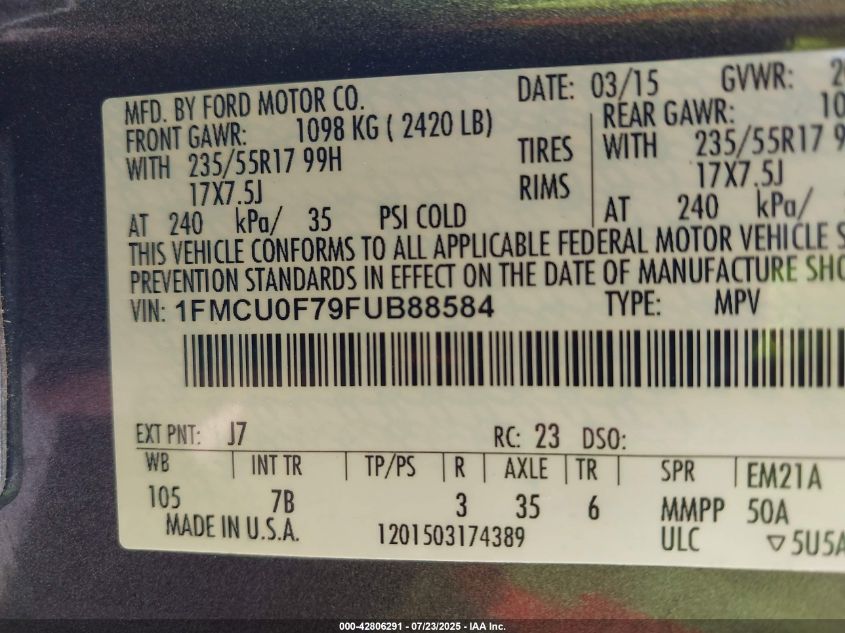 MFD. BY FORD MOTOR CO. DATE: 03/15 GVWR:
FRONT GAWR: 1098 KG ( 2420 LB) REAR GAWR:
WITH 235/55R17 99H TIRES WITH 235/55R17
17X7.5J RIMS 17X7.5J
AT 240 kPa/ 35 PSI COLD AT 240 kPa/
THIS VEHICLE CONFORMS TO ALL APPLICABLE FEDERAL MOTOR VEHICLE
PREVENTION STANDARDS IN EFFECT ON THE DATE OF MANUFACTURE
VIN: 1FMCU0F79FUB88584 TYPE: MPV
EXT PNT: J7 RC: 23 DSO:
WB INT TR TP/PS R AXLE TR SPR EM21A
105 7B 3 35 6 MMPP 50A
MADE IN U.S.A. 1201503174389 ULC ▽5U5A
000-42806291 - 07/23/2025 - IAA Inc.